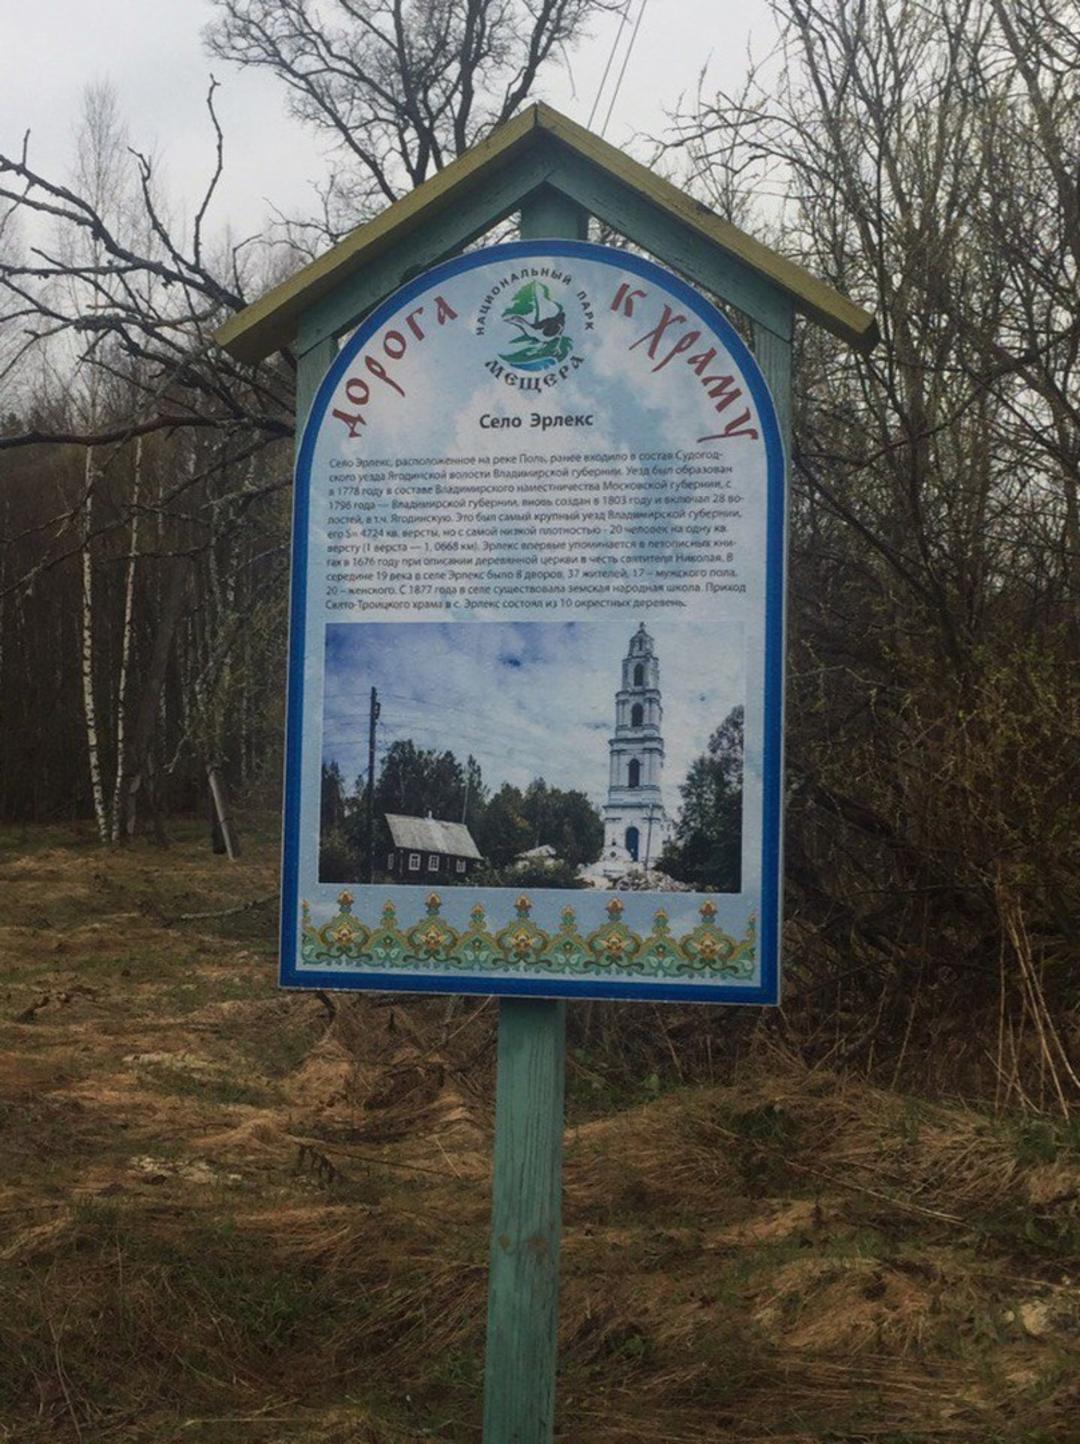 НАЦИОНАЛЬНЫЙ ПАРК
МЕЩЕРА
ДОРОГА К ХРАМУ
Село Эрлекс
Село Эрлекс, расположенное на реке Поль, ранее входило в состав Судогод-
ского уезда Ягодинской волости Владимирской губернии. Уезд был образован
в 1778 году в составе Владимирского наместничества Московской губернии, с
1796 года — Владимирской губернии, вновь создан в 1803 году и включал 28 во-
лостей, в т.ч. Ягодинскую. Это был самый крупный уезд Владимирской губернии,
его S= 4724 кв. версты, но с самой низкой плотностью - 20 человек на одну кв.
версту (1 верста — 1, 0668 км). Эрлекс впервые упоминается в летописных кни-
гах в 1676 году при описании деревянной церкви в честь святителя Николая. В
середине 19 века в селе Эрлекс было 8 дворов, 37 жителей, 17 – мужского пола,
20 – женского. С 1877 года в селе существовала земская народная школа. Приход
Свято-Троицкого храма в с. Эрлекс состоял из 10 окрестных деревень.